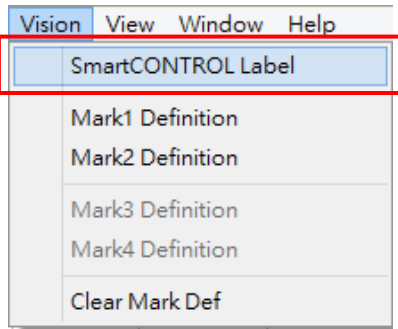 Vision View Window Help
SmartCONTROL Label
Mark1 Definition
Mark2 Definition
Mark3 Definition
Mark4 Definition
Clear Mark Def